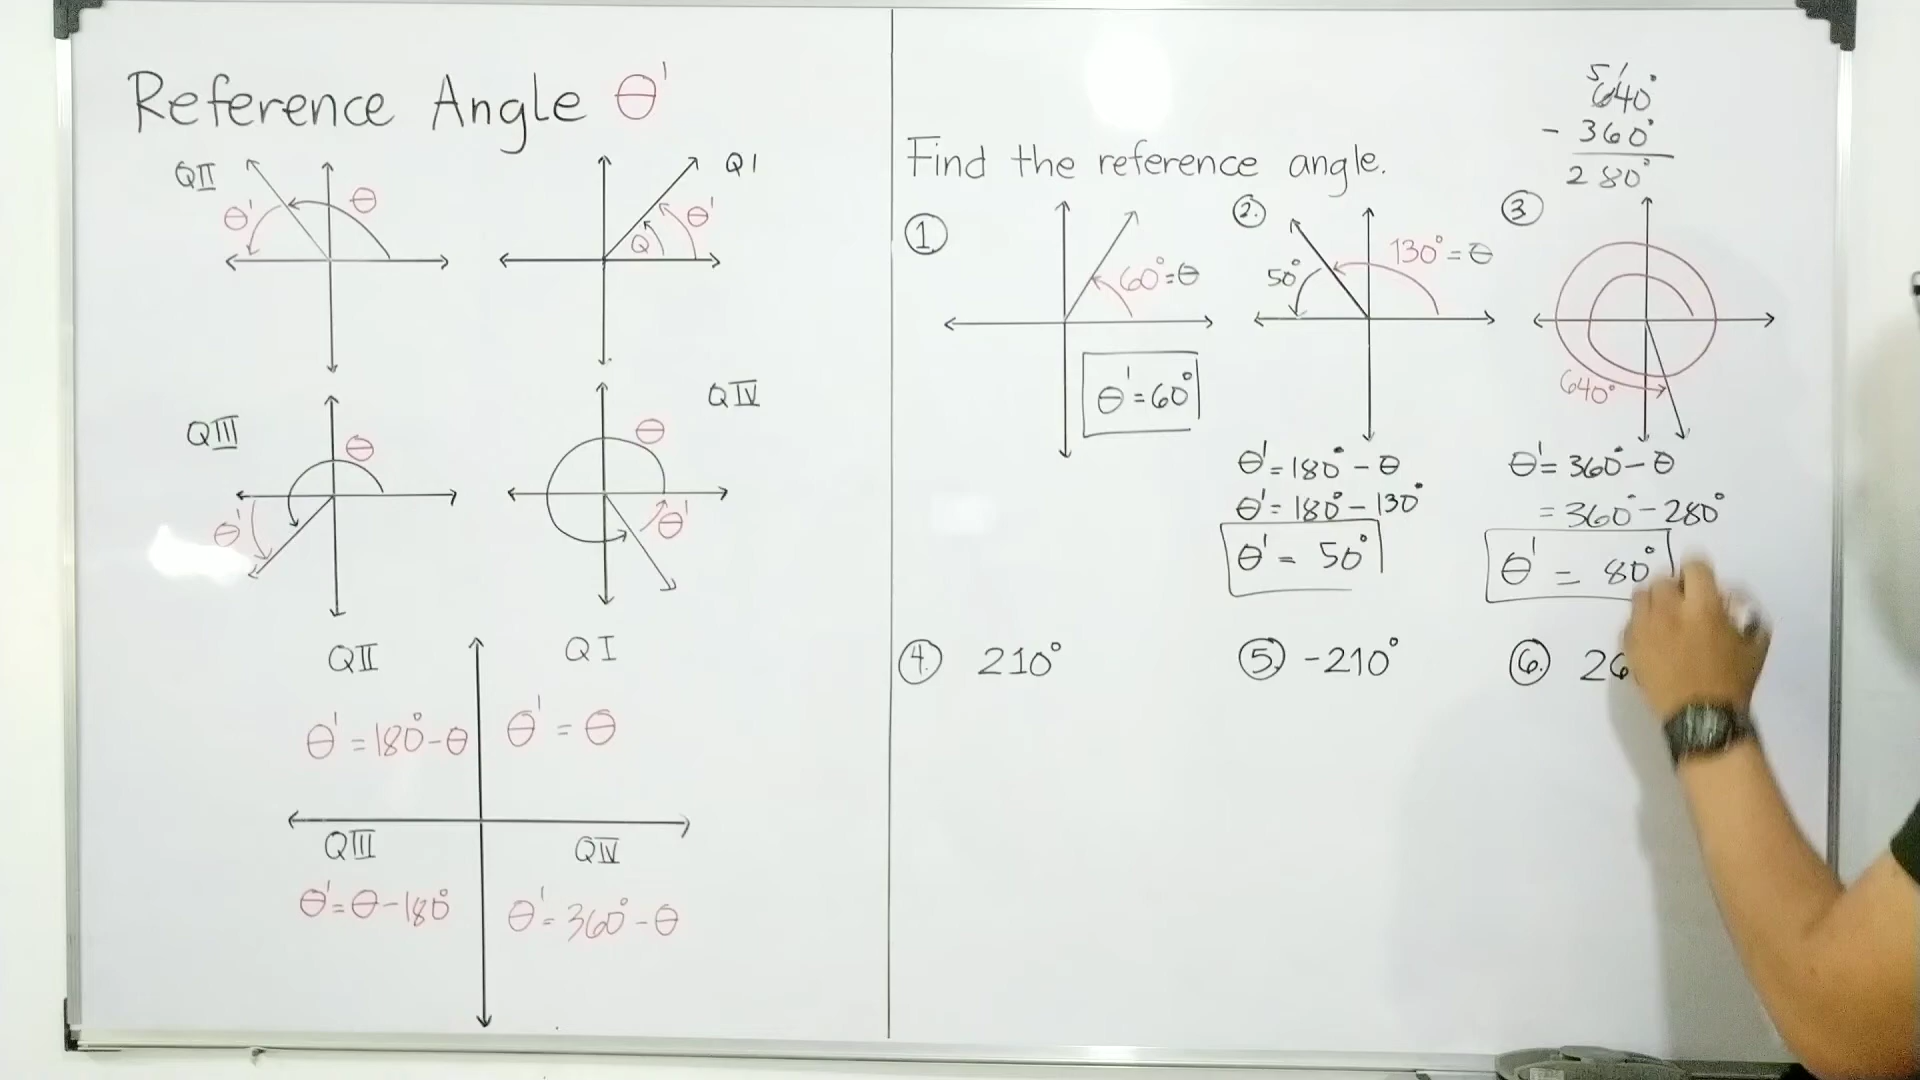 Reference Angle θ'
QII
θ'
θ
QI
Q
θ'
QIII
θ
θ'
QIV
θ
θ'
QII
QI
θ' = 180° - θ
θ' = θ
QIII
QIV
θ' = θ - 180°
θ' = 360° - θ
Find the reference angle.
5 1
640°
- 360°
280°
1
60° = θ
θ' = 60°
2.
50°
130° = θ
θ' = 180° - θ
θ' = 180° - 130°
θ' = 50°
3
640°
θ' = 360° - θ
= 360° - 280°
θ' = 80°
4. 210°
5. -210°
6.